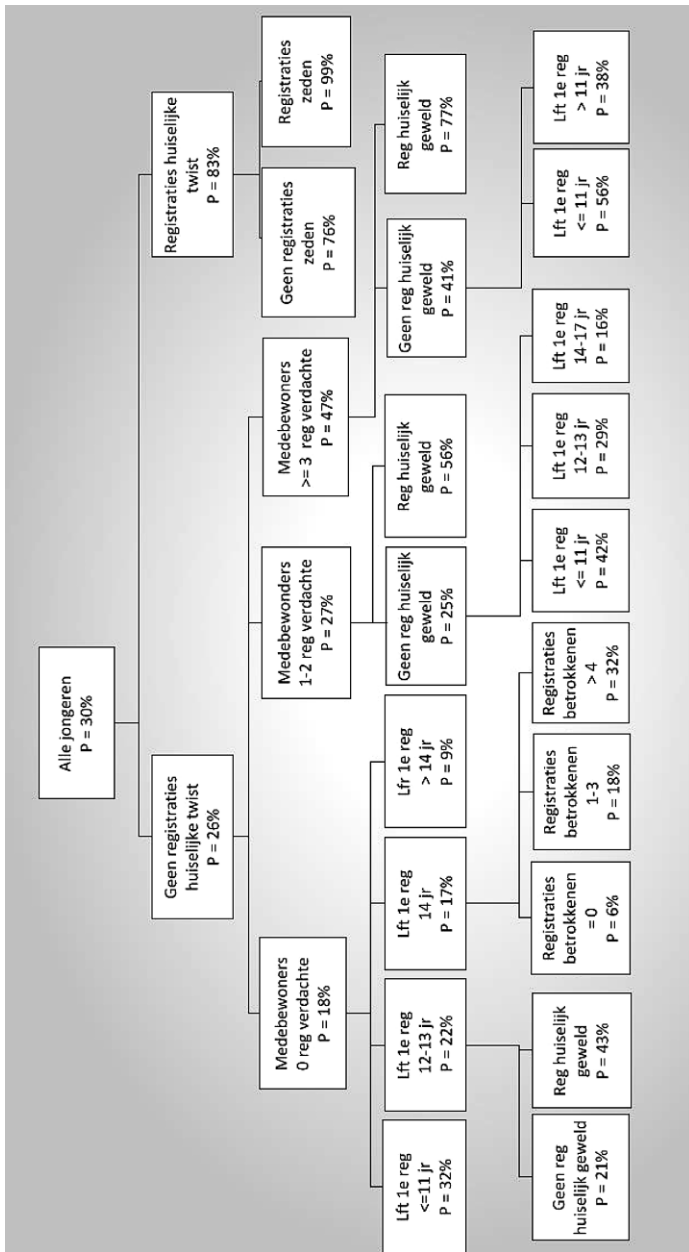 Alle jongeren
P = 30%
Geen registraties
huiselijke twist
P = 26%
Registraties huiselijke
twist
P = 83%
Medebewoners
0 reg verdachte
P = 18%
Medebewonders
1-2 reg verdachte
P = 27%
Medebewoners
>= 3 reg verdachte
P = 47%
Geen registraties
zeden
P = 76%
Registraties
zeden
P = 99%
Lft 1e reg
<=11 jr
P = 32%
Lft 1e reg
12-13 jr
P = 22%
Lft 1e reg
14 jr
P = 17%
Lfr 1e reg
> 14 jr
P = 9%
Geen reg huiselijk
geweld
P = 25%
Reg huiselijk
geweld
P = 56%
Geen reg huiselijk
geweld
P = 41%
Reg huiselijk
geweld
P = 77%
Geen reg
huiselijk geweld
P = 21%
Reg huiselijk
geweld
P = 43%
Registraties
betrokkenen
= 0
P = 6%
Registraties
betrokkenen
1-3
P = 18%
Registraties
betrokkenen
> 4
P = 32%
Lft 1e reg
<= 11 jr
P = 42%
Lft 1e reg
12-13 jr
P = 29%
Lft 1e reg
14-17 jr
P = 16%
Lft 1e reg
<= 11 jr
P = 56%
Lft 1e reg
> 11 jr
P = 38%